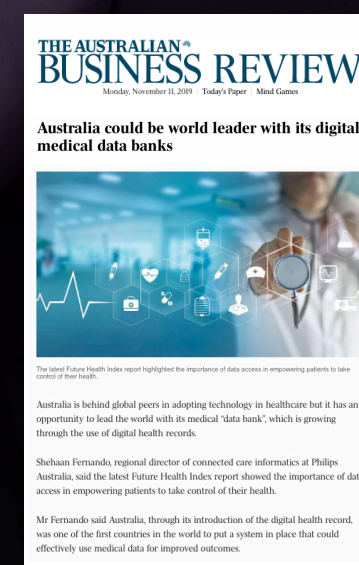 THE AUSTRALIAN
BUSINESS REVIEW
Monday, November 11, 2019 | Today's Paper | Mind Games
Australia could be world leader with its digital
medical data banks
The latest Future Health Index report highlighted the importance of data access in empowering patients to take
control of their health.
Australia is behind global peers in adopting technology in healthcare but it has an
opportunity to lead the world with its medical “data bank”, which is growing
through the use of digital health records.
Shehaan Fernando, regional director of connected care informatics at Philips
Australia, said the latest Future Health Index report showed the importance of dat
access in empowering patients to take control of their health.
Mr Fernando said Australia, through its introduction of the digital health record,
was one of the first countries in the world to put a system in place that could
effectively use medical data for improved outcomes.